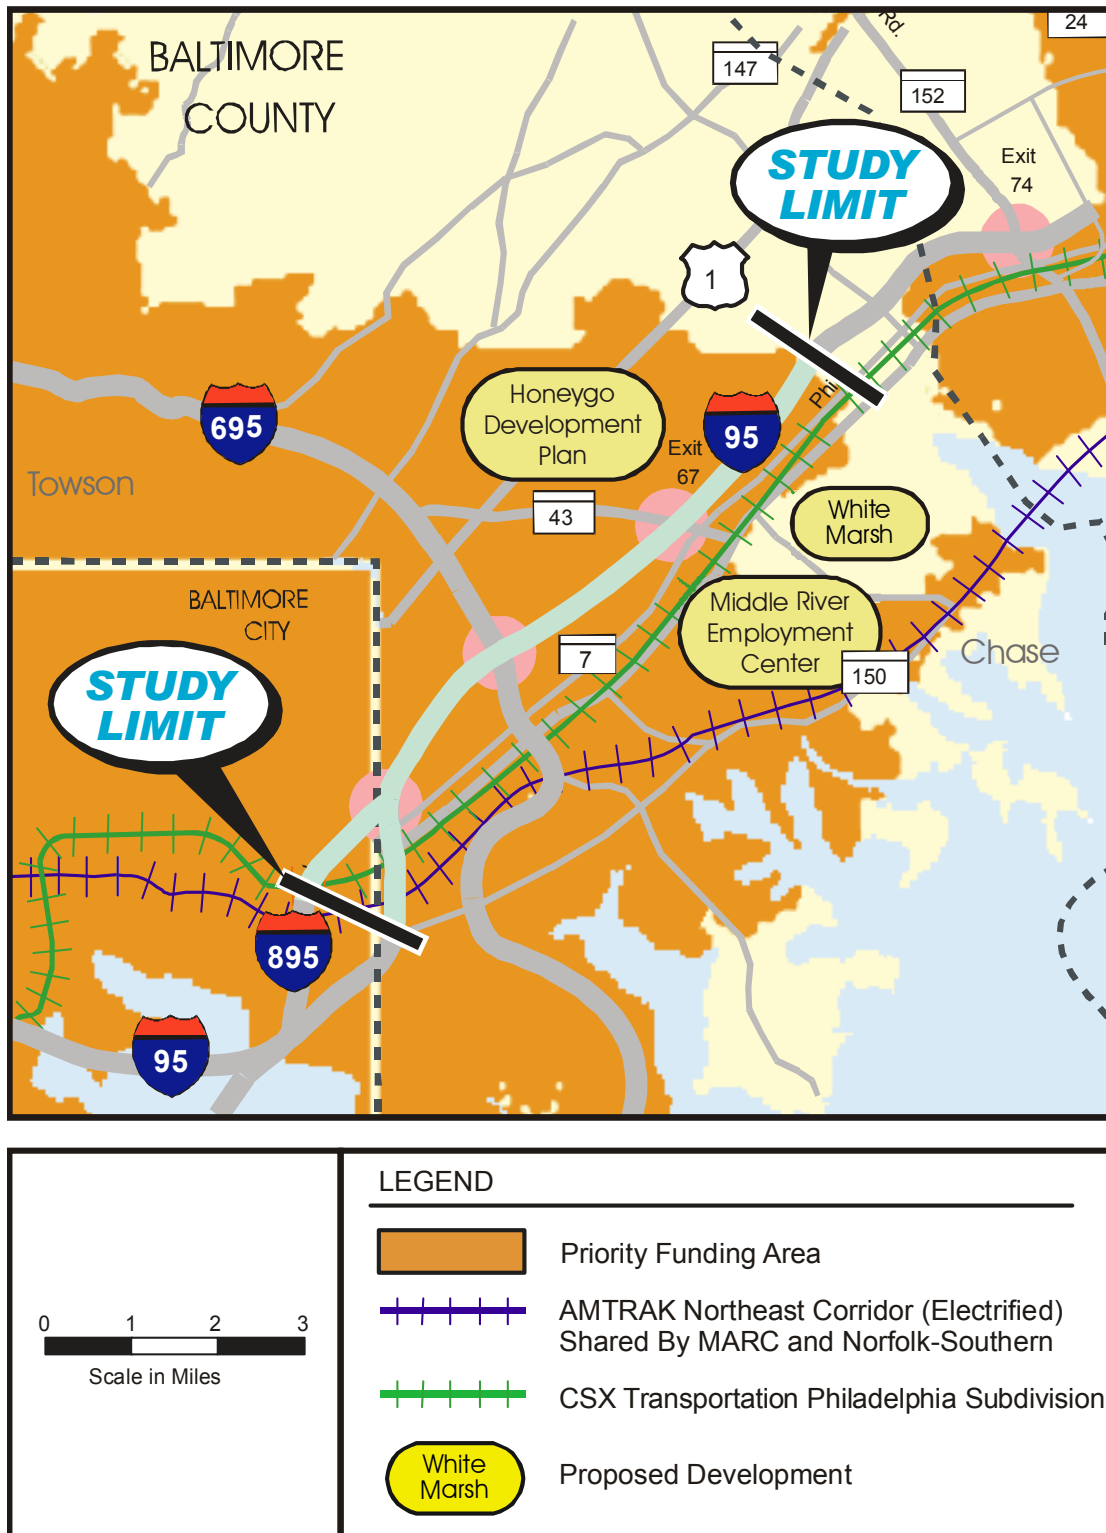 BALTIMORE
COUNTY
147
Rd.
24
152
STUDY
LIMIT
Exit
74
1
Honeygo
Development
Plan
695
95
Phi
Exit
67
Towson
43
White
Marsh
BALTIMORE
CITY
Middle River
Employment
Center
7
150
Chase
STUDY
LIMIT
895
95
LEGEND
Priority Funding Area
AMTRAK Northeast Corridor (Electrified)
Shared By MARC and Norfolk-Southern
CSX Transportation Philadelphia Subdivision
White
Marsh
Proposed Development
0 1 2 3
Scale in Miles